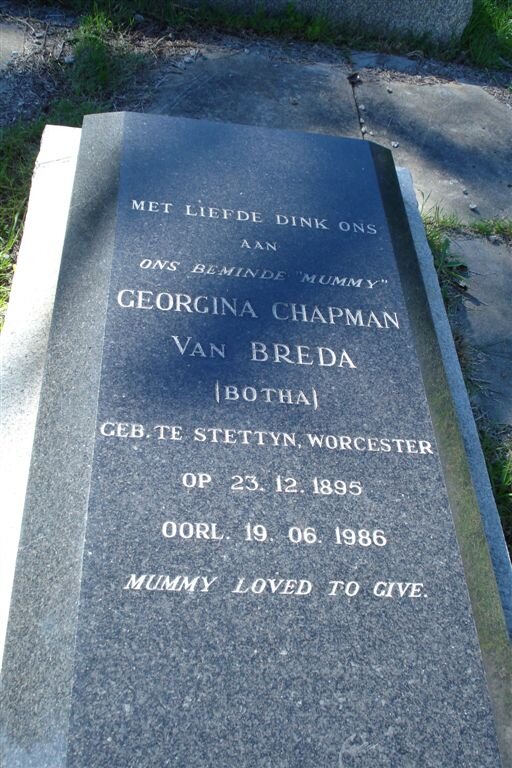 MET LIEFDE DINK ONS
AAN
ONS BEMINDE "MUMMY"
GEORGINA CHAPMAN
VAN BREDA
(BOTHA)
GEB. TE STETTYN, WORCESTER
OP 23. 12. 1895
OORL. 19. 06. 1986
MUMMY LOVED TO GIVE.